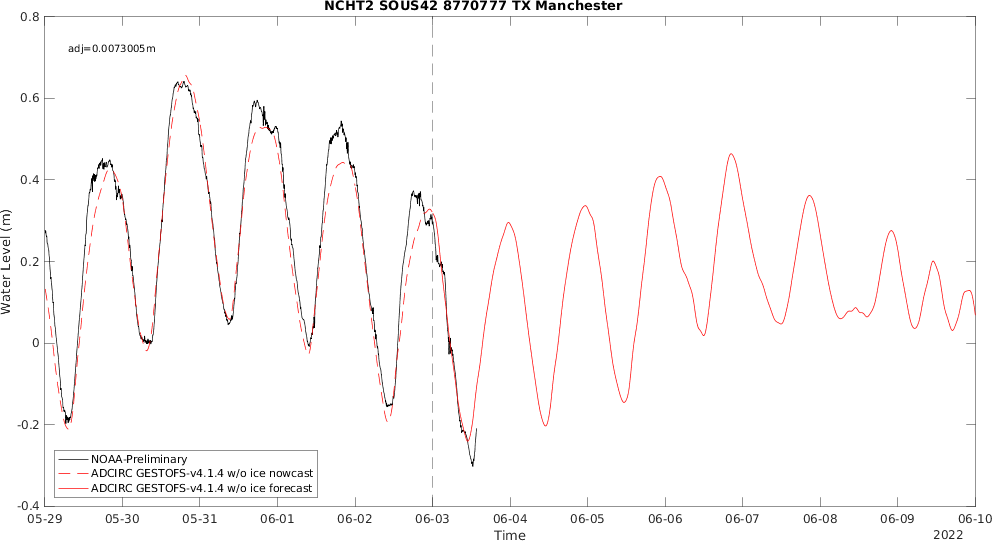 NCHT2 SOUS42 8770777 TX Manchester
adj=0.0073005m
0.8
0.6
0.4
0.2
0
-0.2
-0.4
Water Level (m)
NOAA-Preliminary
ADCIRC GESTOFS-v4.1.4 w/o ice nowcast
ADCIRC GESTOFS-v4.1.4 w/o ice forecast
05-29 05-30 05-31 06-01 06-02 06-03 06-04 06-05 06-06 06-07 06-08 06-09 06-10
Time
2022